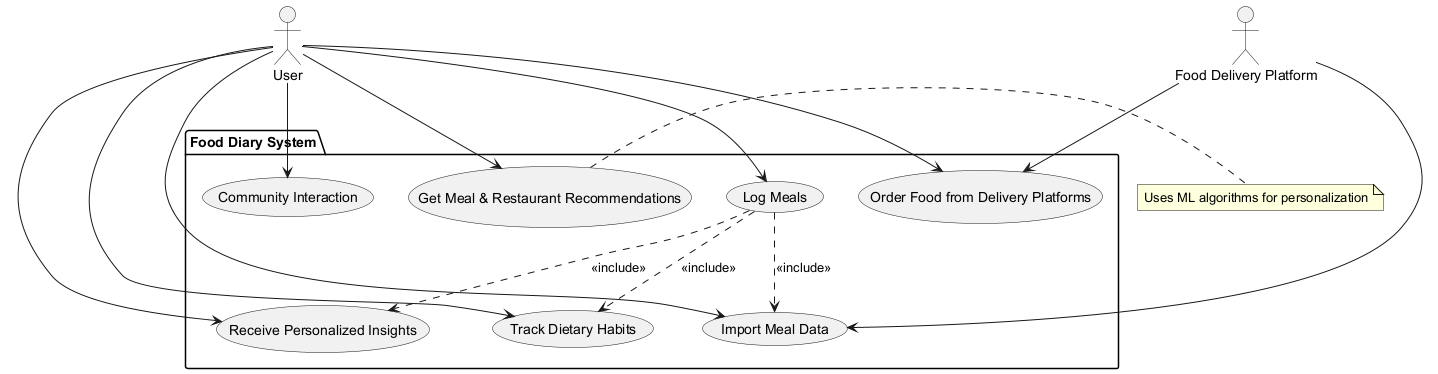 User
Food Delivery Platform
Food Diary System
Community Interaction
Get Meal & Restaurant Recommendations
Log Meals
Order Food from Delivery Platforms
Uses ML algorithms for personalization
«include»
«include»
«include»
Receive Personalized Insights
Track Dietary Habits
Import Meal Data